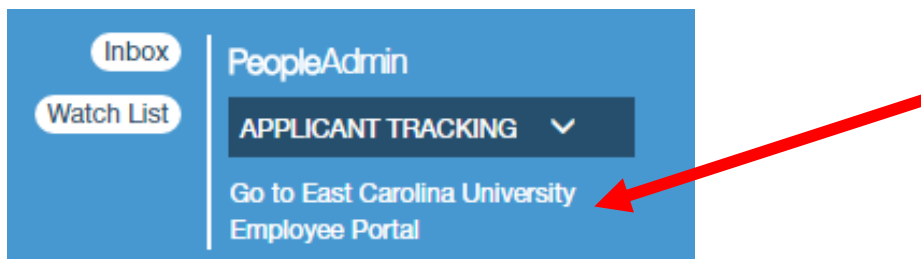 Inbox
Watch List
PeopleAdmin
APPLICANT TRACKING
Go to East Carolina University
Employee Portal